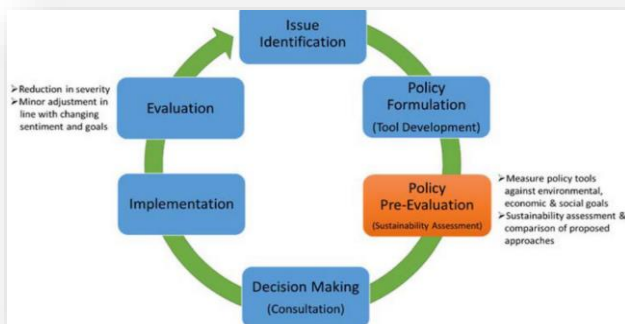 Issue
Identification
Policy
Formulation
(Tool Development)
Policy
Pre-Evaluation
(Sustainability Assessment)
➢Measure policy tools
against environmental,
economic & social goals
➢Sustainability assessment &
comparison of proposed
approaches
Decision Making
(Consultation)
Implementation
Evaluation
➢Reduction in severity
➢Minor adjustment in
line with changing
sentiment and goals